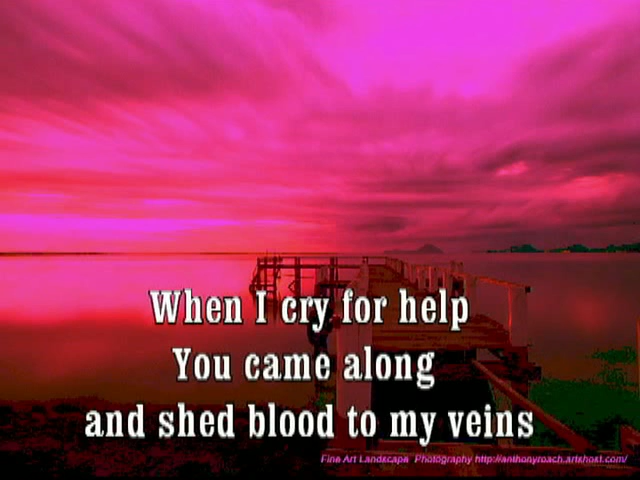 When I cry for help
You came along
and shed blood to my veins
Fine Art Landscape Photography http://anthonyroach.artshost.com/